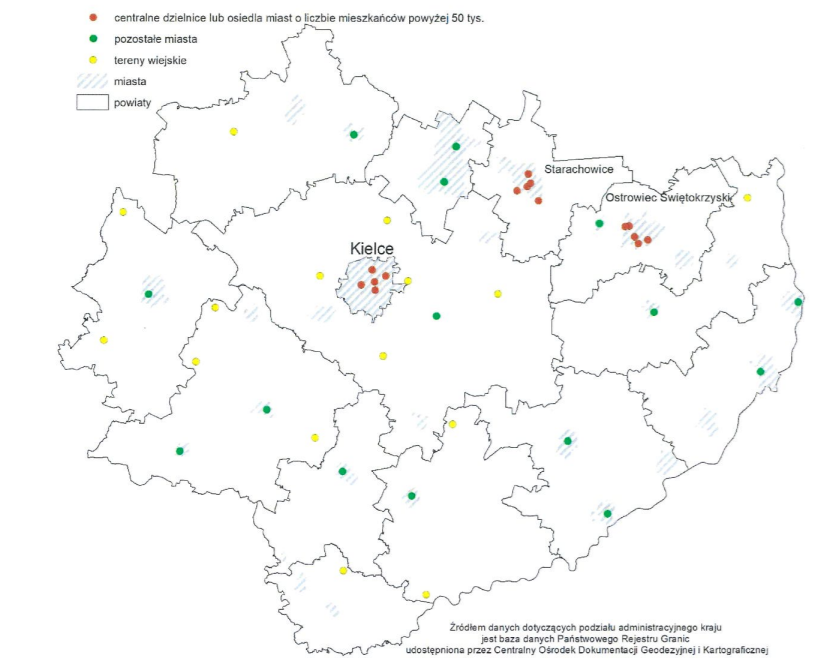 centralne dzielnice lub osiedla miast o liczbie mieszkańców powyżej 50 tys.
pozostałe miasta
tereny wiejskie
miasta
powiaty
Starachowice
Ostrowiec Świętokrzyski
Kielce
Źródłem danych dotyczących podziału administracyjnego kraju
jest baza danych Państwowego Rejestru Granic
udostępniona przez Centralny Ośrodek Dokumentacji Geodezyjnej i Kartograficznej